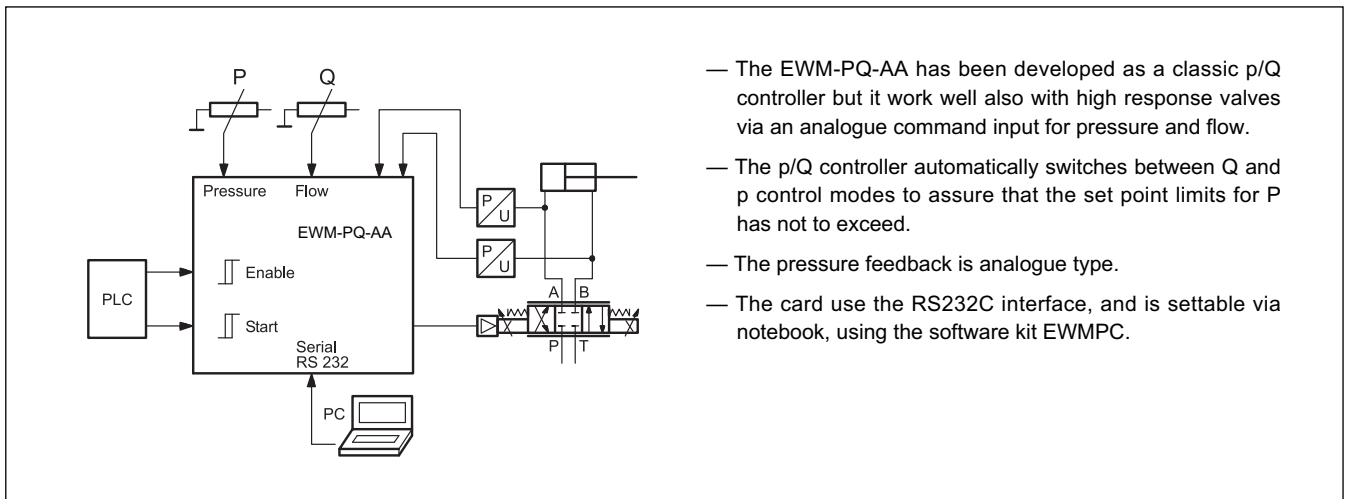 P
Q
Pressure
Flow
EWM-PQ-AA
Enable
Start
Serial
RS 232
PLC
PC
P
U
P
U
A
B
P
T
— The EWM-PQ-AA has been developed as a classic p/Q
controller but it work well also with high response valves
via an analogue command input for pressure and flow.
— The p/Q controller automatically switches between Q and
p control modes to assure that the set point limits for P
has not to exceed.
— The pressure feedback is analogue type.
— The card use the RS232C interface, and is settable via
notebook, using the software kit EWMPC.